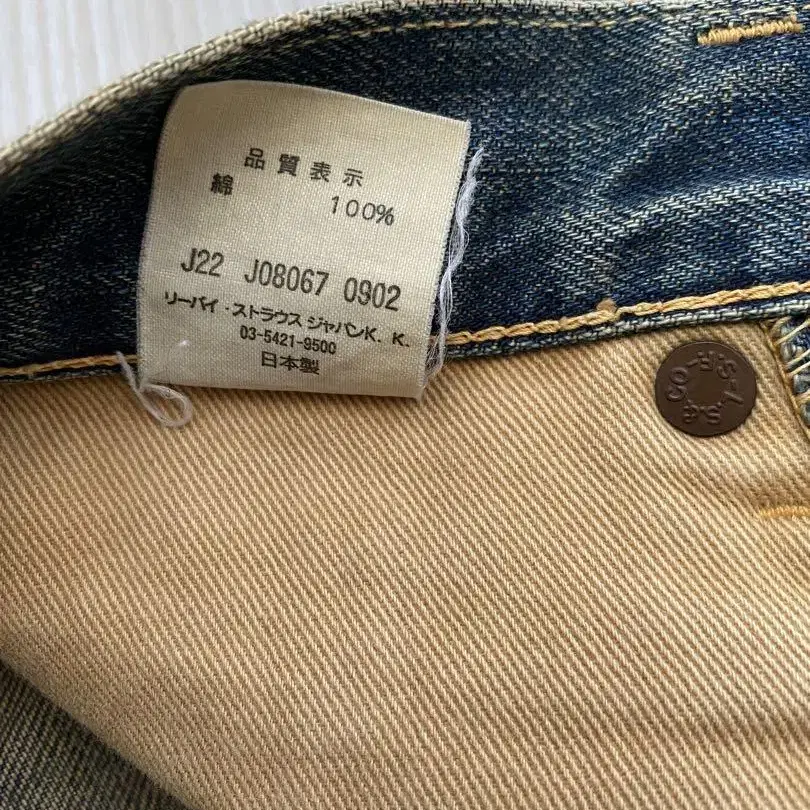 品質表示
綿
100%
J22 J08067 0902
リーバイ・ストラウス ジャパンK. K.
03-5421-9500
日本製